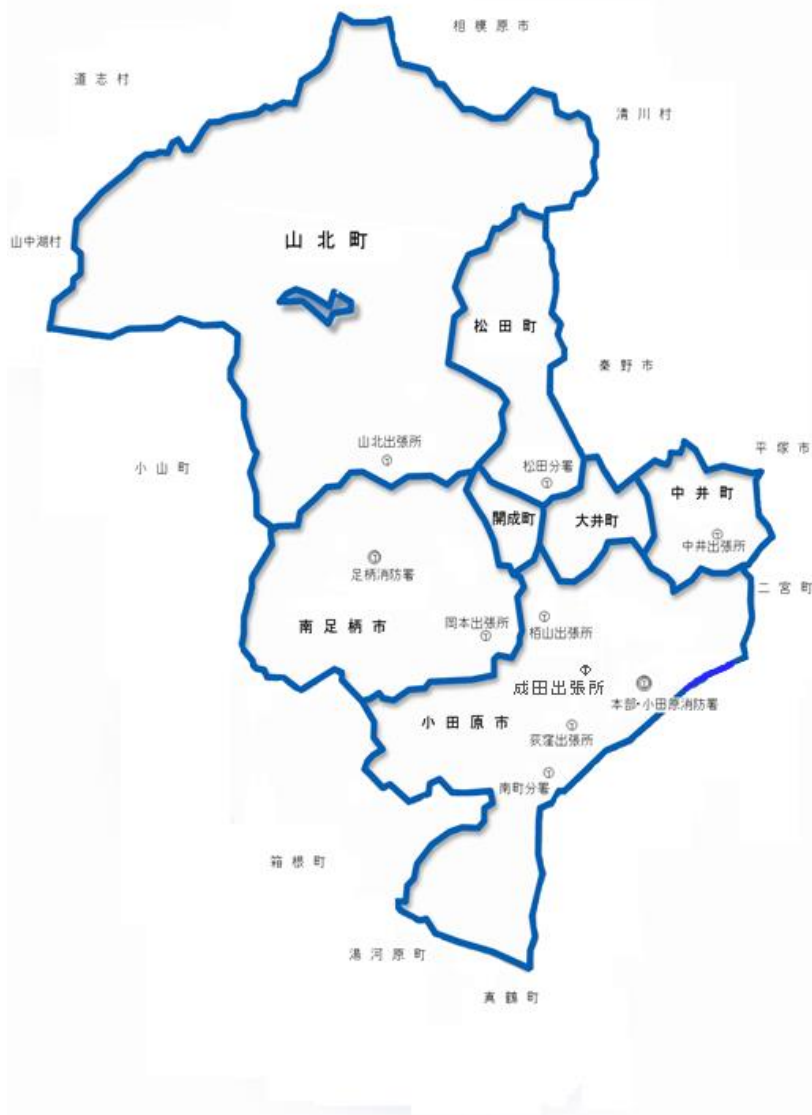 相模原市
道志村
清川村
山中湖村
山北町
松田町
秦野市
山北出張所
平塚市
小山町
松田分署
中井町
開成町
大井町
中井出張所
足柄消防署
二宮町
南足柄市
岡本出張所
栢山出張所
成田出張所
本部・小田原消防署
小田原市
荻窪出張所
南町分署
箱根町
湯河原町
真鶴町